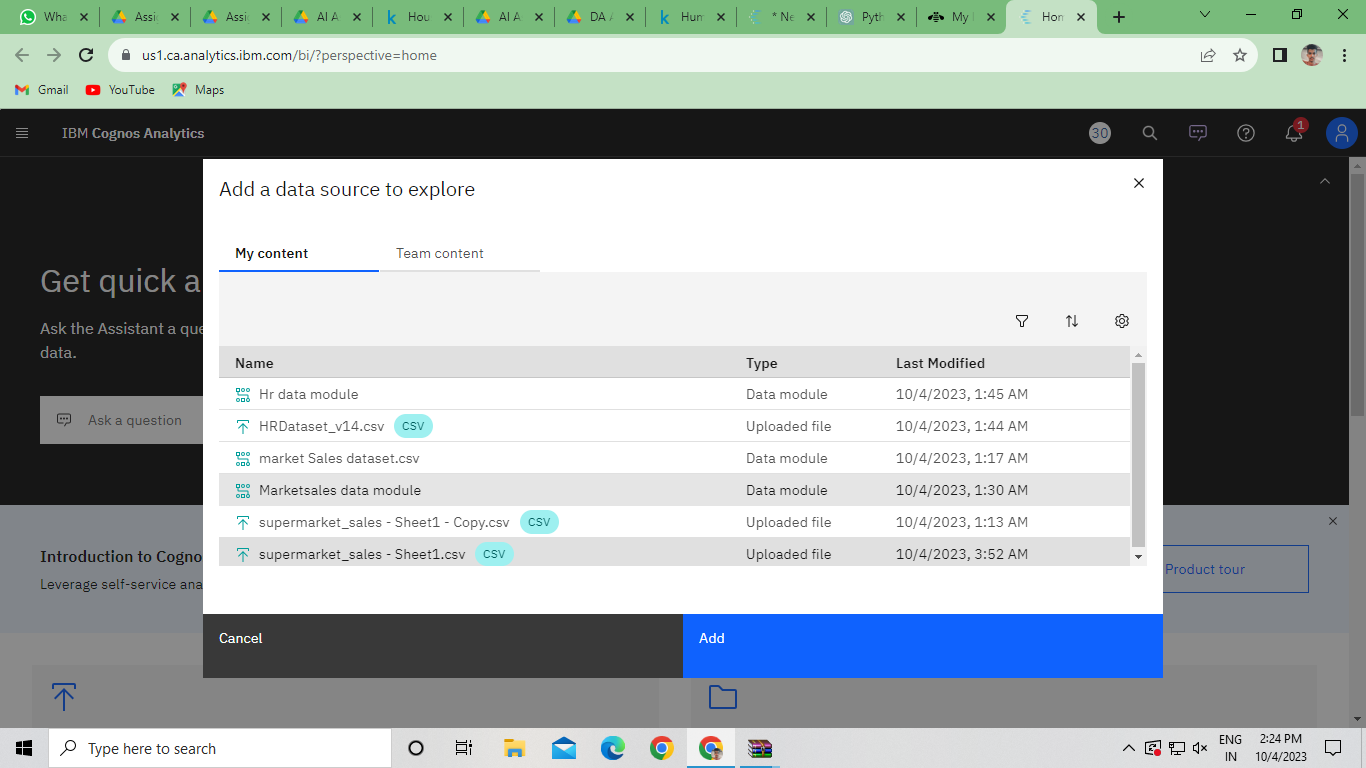 Wha
Assi
Assi
AI A
Hou
AI A
DA A
Hum
* Ne
Pyth
My
Hon
us1.ca.analytics.ibm.com/bi/?perspective=home
Gmail YouTube Maps
IBM Cognos Analytics
30
1
Add a data source to explore
My content Team content
Get quick a
Ask the Assistant a que
data.
Ask a question
Name Type Last Modified
Hr data module Data module 10/4/2023, 1:45 AM
HRDataset_v14.csv CSV Uploaded file 10/4/2023, 1:44 AM
market Sales dataset.csv Data module 10/4/2023, 1:17 AM
Marketsales data module Data module 10/4/2023, 1:30 AM
supermarket_sales - Sheet1 - Copy.csv CSV Uploaded file 10/4/2023, 1:13 AM
supermarket_sales - Sheet1.csv CSV Uploaded file 10/4/2023, 3:52 AM
Introduction to Cogno
Leverage self-service ana
Product tour
Cancel Add
Type here to search
ENG
IN
2:24 PM
10/4/2023